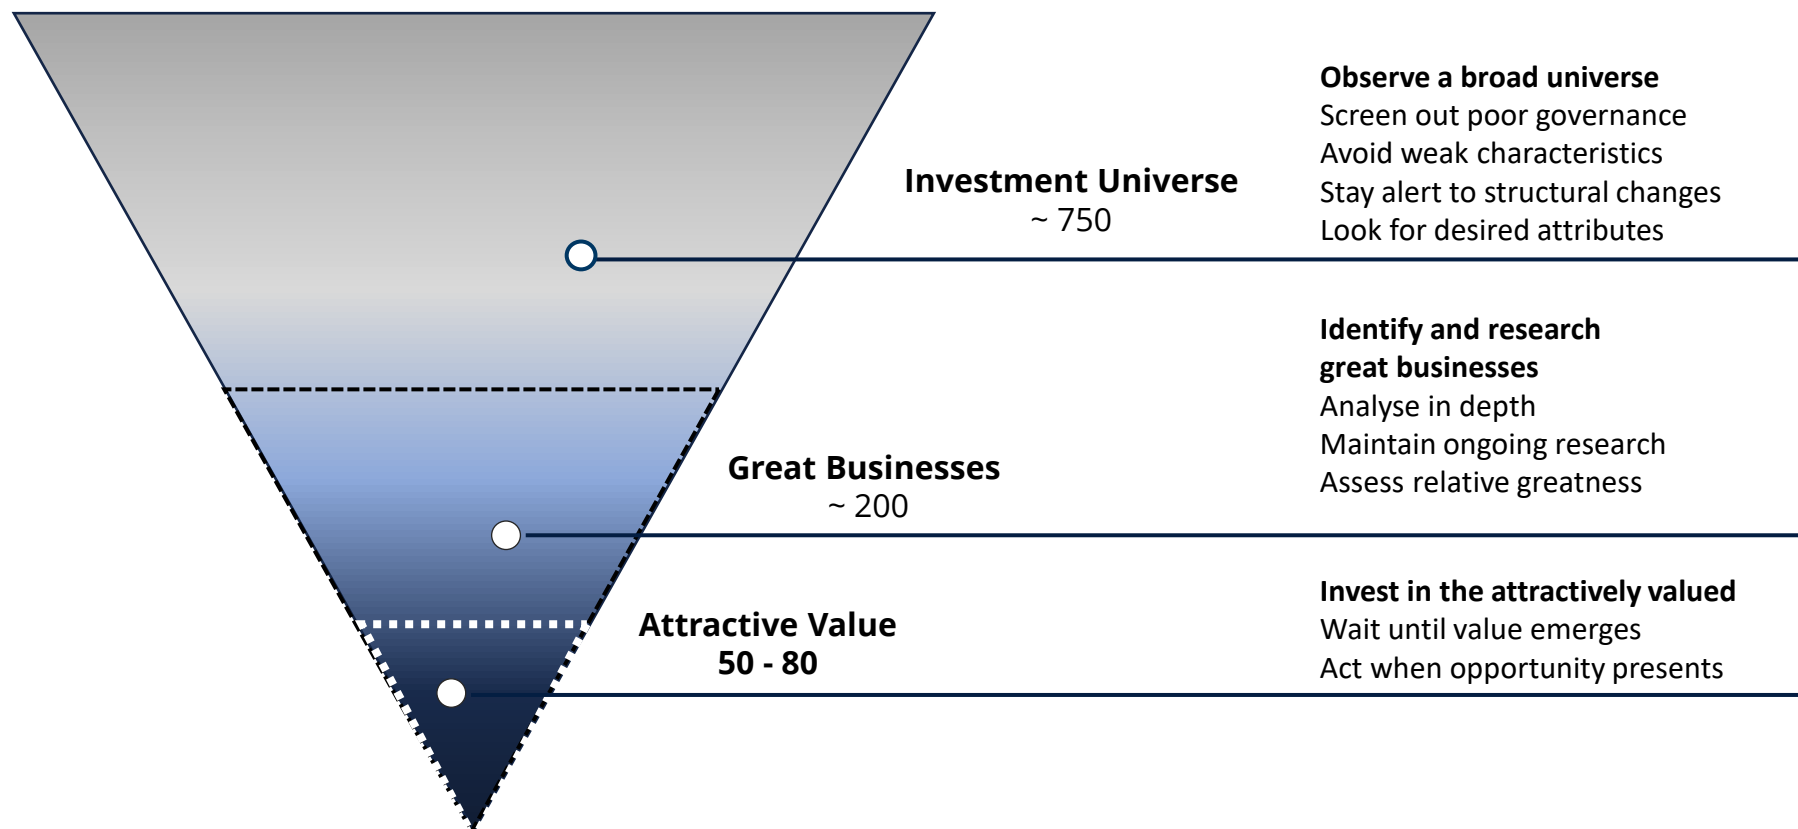 Investment Universe
~ 750
Observe a broad universe
Screen out poor governance
Avoid weak characteristics
Stay alert to structural changes
Look for desired attributes
Great Businesses
~ 200
Identify and research
great businesses
Analyse in depth
Maintain ongoing research
Assess relative greatness
Attractive Value
50 - 80
Invest in the attractively valued
Wait until value emerges
Act when opportunity presents